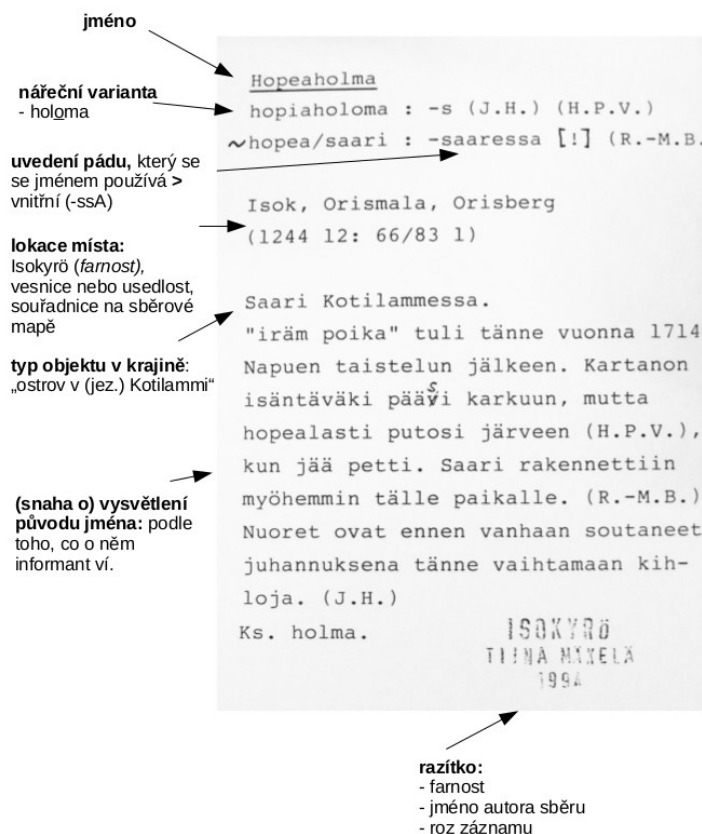 jméno
nářeční varianta
- holoma
uvedení pádu, který se
se jménem používá >
vnitřní (-ssA)
lokace místa:
Isokyrö (farnost),
vesnice nebo usedlost,
souřadnice na sběrové
mapě
typ objektu v krajině:
„ostrov v (jez.) Kotilammi“
(snaha o) vysvětlení
původu jména: podle
toho, co o něm
informant ví.
Hopeaholma
hopiaholoma : -s (J.H.) (H.P.V.)
~hopea/saari : -saaressa [!] (R.-M.B.
Isok, Orismala, Orisberg
(1244 12: 66/83 1)
Saari Kotilammessa.
"iräm poika" tuli tänne vuonna 1714
Napuen taistelun jälkeen. Kartanon
isäntäväki pääsi karkuun, mutta
hopealasti putosi järveen (H.P.V.),
kun jää petti. Saari rakennettiin
myöhemmin tälle paikalle. (R.-M.B.)
Nuoret ovat ennen vanhaan soutaneet
juhannuksena tänne vaihtamaan kih-
loja. (J.H.)
Ks. holma.
ISOKYRÖ
TIINA MÄKELÄ
1994
razítko:
- farnost
- jméno autora sběru
- roz záznamu